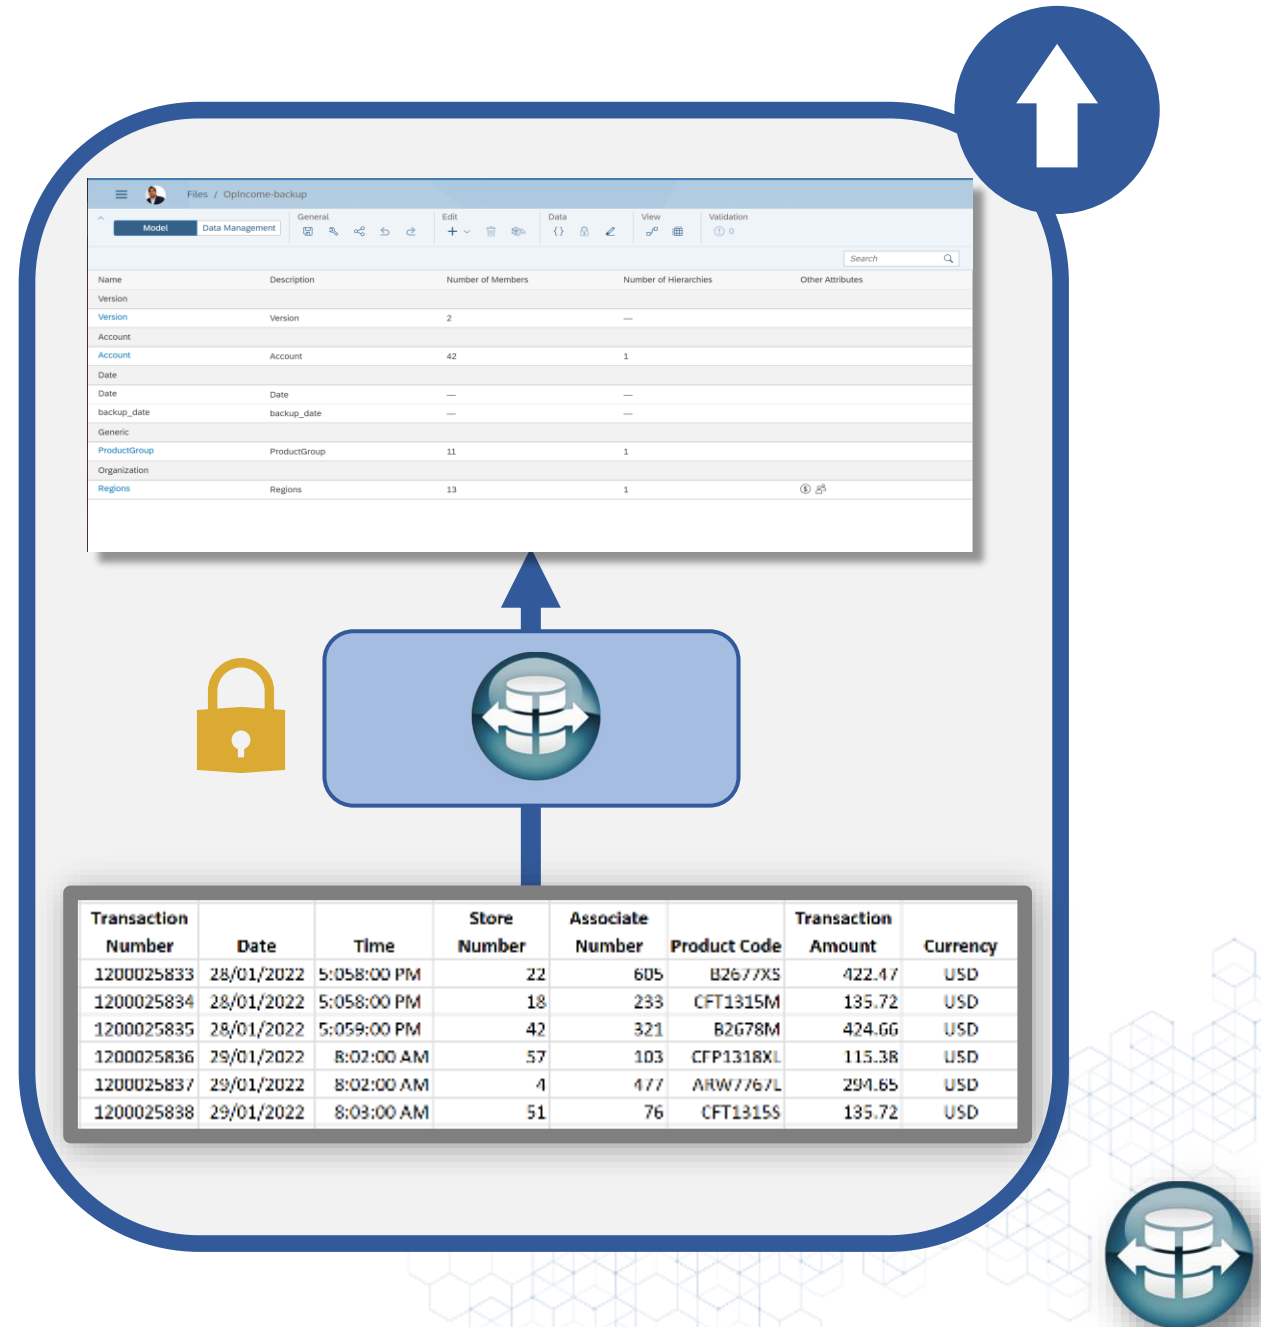 Files / OpIncome-backup
Model Data Management General Edit Data View Validation
0
Search
Name Description Number of Members Number of Hierarchies Other Attributes
Version
Version Version 2 —
Account
Account Account 42 1
Date
Date Date — —
backup_date backup_date — —
Generic
ProductGroup ProductGroup 11 1
Organization
Regions Regions 13 1
Transaction Number Date Time Store Number Associate Number Product Code Transaction Amount Currency
1200025833 28/01/2022 5:058:00 PM 22 605 B2677XS 422.47 USD
1200025834 28/01/2022 5:058:00 PM 18 233 CFT1315M 135.72 USD
1200025835 28/01/2022 5:059:00 PM 42 321 B2678M 424.66 USD
1200025836 29/01/2022 8:02:00 AM 57 103 CFP1318XL 115.38 USD
1200025837 29/01/2022 8:02:00 AM 4 477 ARW7767L 294.65 USD
1200025838 29/01/2022 8:03:00 AM 51 76 CFT1315S 135.72 USD